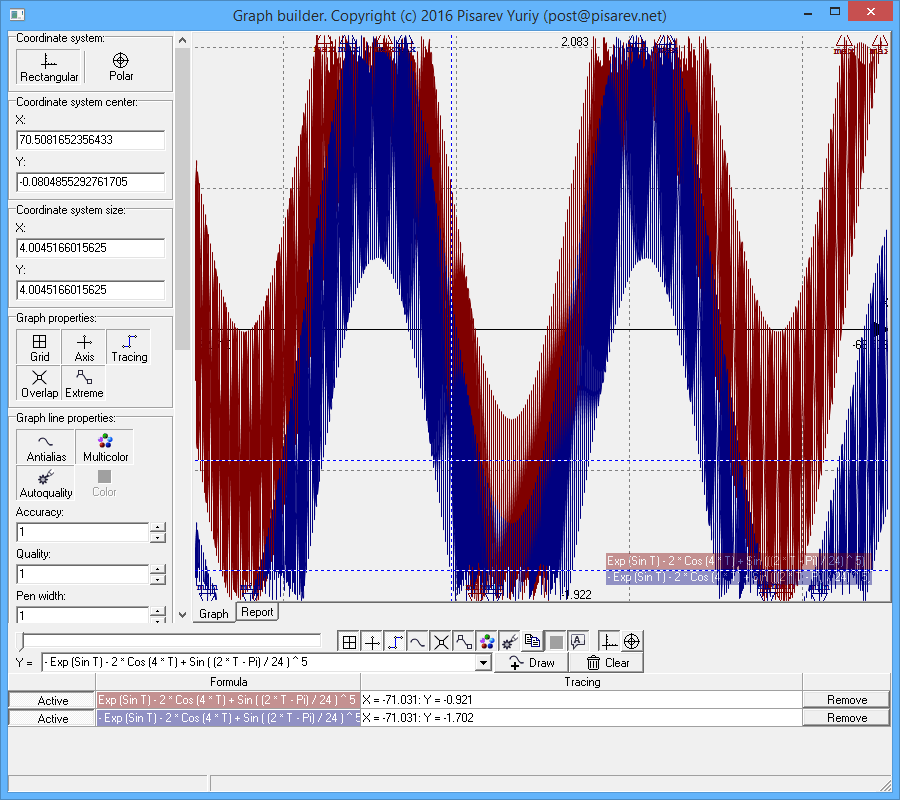 Graph builder. Copyright (c) 2016 Pisarev Yuriy (post@pisarev.net)
Coordinate system:
Rectangular
Polar
Coordinate system center:
X:
70.5081652356433
Y:
-0.0804855292761705
Coordinate system size:
X:
4.0045166015625
Y:
4.0045166015625
Graph properties:
Grid
Axis
Tracing
Overlap
Extreme
Graph line properties:
Antialias
Multicolor
Autoquality
Color
Accuracy:
1
Quality:
1
Pen width:
1
2.083
Exp (Sin T) - 2 * Cos (4 * T) + Sin ( (2 * T - Pi) / 24 ) ^ 5
- Exp (Sin T) - 2 * Cos (4 * T) + Sin ( (2 * T - Pi) / 24 ) ^ 5
.922
Graph
Report
Y =
- Exp (Sin T) - 2 * Cos (4 * T) + Sin ( (2 * T - Pi) / 24 ) ^ 5
Draw
Clear
Formula
Tracing
Active
Exp (Sin T) - 2 * Cos (4 * T) + Sin ( (2 * T - Pi) / 24 ) ^ 5
X = -71.031: Y = -0.921
Remove
Active
- Exp (Sin T) - 2 * Cos (4 * T) + Sin ( (2 * T - Pi) / 24 ) ^ 5
X = -71.031: Y = -1.702
Remove